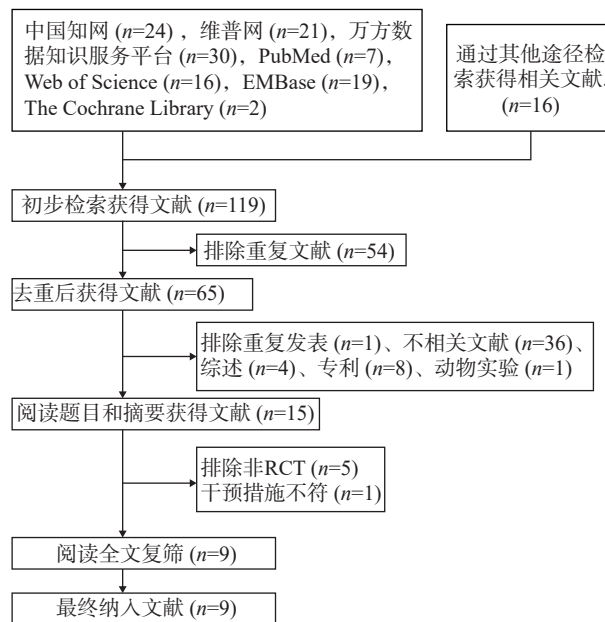 中国知网 (n=24) , 维普网 (n=21), 万方数
据知识服务平台 (n=30), PubMed (n=7),
Web of Science (n=16), EMBase (n=19),
The Cochrane Library (n=2)
通过其他途径检
索获得相关文献
(n=16)
初步检索获得文献 (n=119)
排除重复文献 (n=54)
去重后获得文献 (n=65)
排除重复发表 (n=1)、不相关文献 (n=36)、
综述 (n=4)、专利 (n=8)、动物实验 (n=1)
阅读题目和摘要获得文献 (n=15)
排除非RCT (n=5)
干预措施不符 (n=1)
阅读全文复筛 (n=9)
最终纳入文献 (n=9)